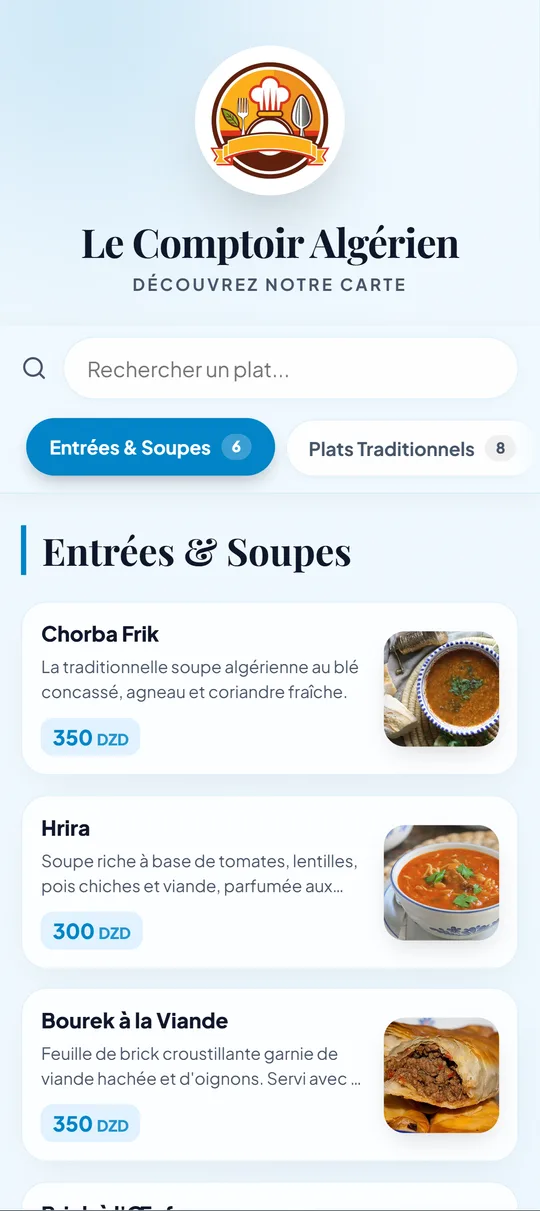 Le Comptoir Algérien
DÉCOUVREZ NOTRE CARTE
Rechercher un plat...
Entrées & Soupes 6
Plats Traditionnels 8
Entrées & Soupes
Chorba Frik
La traditionnelle soupe algérienne au blé
concassé, agneau et coriandre fraîche.
350 DZD
Hrira
Soupe riche à base de tomates, lentilles,
pois chiches et viande, parfumée aux…
300 DZD
Bourek à la Viande
Feuille de brick croustillante garnie de
viande hachée et d'oignons. Servi avec …
350 DZD